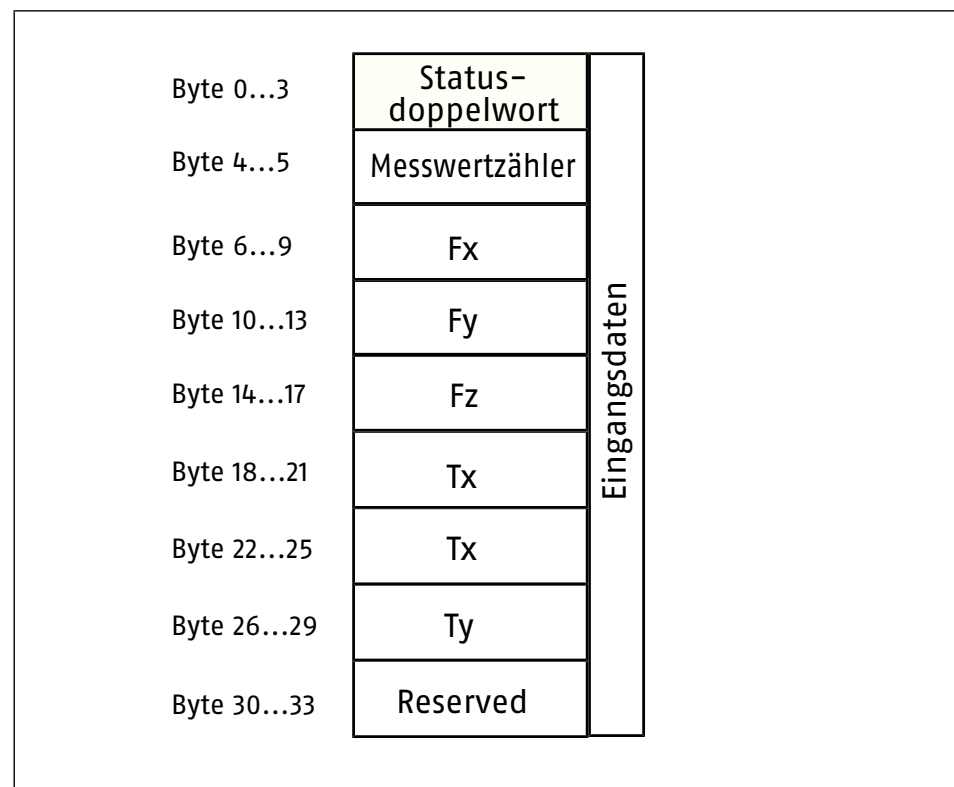 Byte 0...3
Status-
doppelwort
Byte 4...5
Messwertzähler
Byte 6...9
Fx
Byte 10...13
Fy
Byte 14...17
Fz
Byte 18...21
Tx
Byte 22...25
Tx
Byte 26...29
Ty
Byte 30...33
Reserved
Eingangsdaten